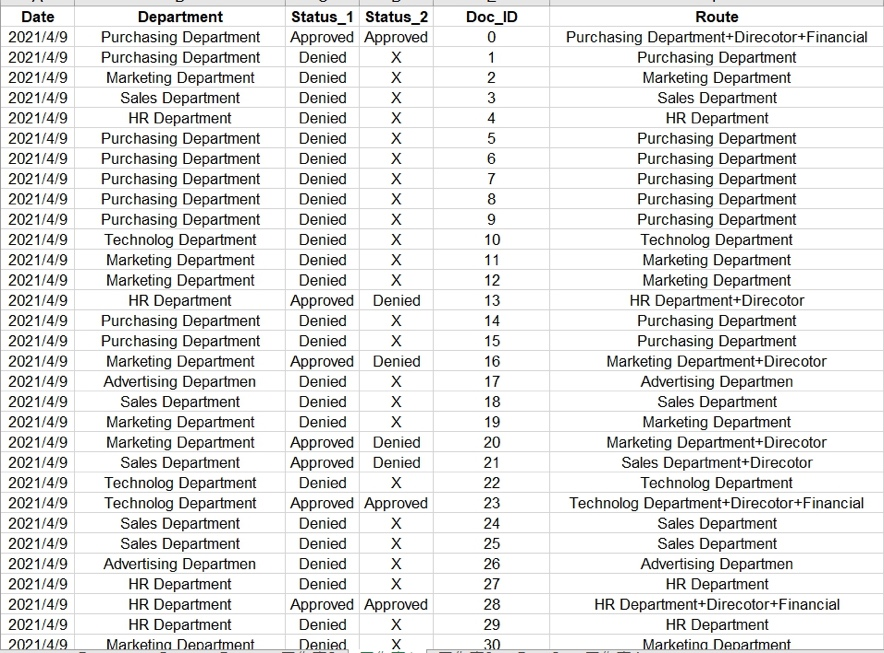 Date Department Status_1 Status_2 Doc_ID Route
2021/4/9 Purchasing Department Approved Approved 0 Purchasing Department+Direcotor+Financial
2021/4/9 Purchasing Department Denied X 1 Purchasing Department
2021/4/9 Marketing Department Denied X 2 Marketing Department
2021/4/9 Sales Department Denied X 3 Sales Department
2021/4/9 HR Department Denied X 4 HR Department
2021/4/9 Purchasing Department Denied X 5 Purchasing Department
2021/4/9 Purchasing Department Denied X 6 Purchasing Department
2021/4/9 Purchasing Department Denied X 7 Purchasing Department
2021/4/9 Purchasing Department Denied X 8 Purchasing Department
2021/4/9 Purchasing Department Denied X 9 Purchasing Department
2021/4/9 Technolog Department Denied X 10 Technolog Department
2021/4/9 Marketing Department Denied X 11 Marketing Department
2021/4/9 Marketing Department Denied X 12 Marketing Department
2021/4/9 HR Department Approved Denied 13 HR Department+Direcotor
2021/4/9 Purchasing Department Denied X 14 Purchasing Department
2021/4/9 Purchasing Department Denied X 15 Purchasing Department
2021/4/9 Marketing Department Approved Denied 16 Marketing Department+Direcotor
2021/4/9 Advertising Departmen Denied X 17 Advertising Departmen
2021/4/9 Sales Department Denied X 18 Sales Department
2021/4/9 Marketing Department Denied X 19 Marketing Department
2021/4/9 Marketing Department Approved Denied 20 Marketing Department+Direcotor
2021/4/9 Sales Department Approved Denied 21 Sales Department+Direcotor
2021/4/9 Technolog Department Denied X 22 Technolog Department
2021/4/9 Technolog Department Approved Approved 23 Technolog Department+Direcotor+Financial
2021/4/9 Sales Department Denied X 24 Sales Department
2021/4/9 Sales Department Denied X 25 Sales Department
2021/4/9 Advertising Departmen Denied X 26 Advertising Departmen
2021/4/9 HR Department Denied X 27 HR Department
2021/4/9 HR Department Approved Approved 28 HR Department+Direcotor+Financial
2021/4/9 HR Department Denied X 29 HR Department
2021/4/9 Marketing Department Denied X 30 Marketing Department